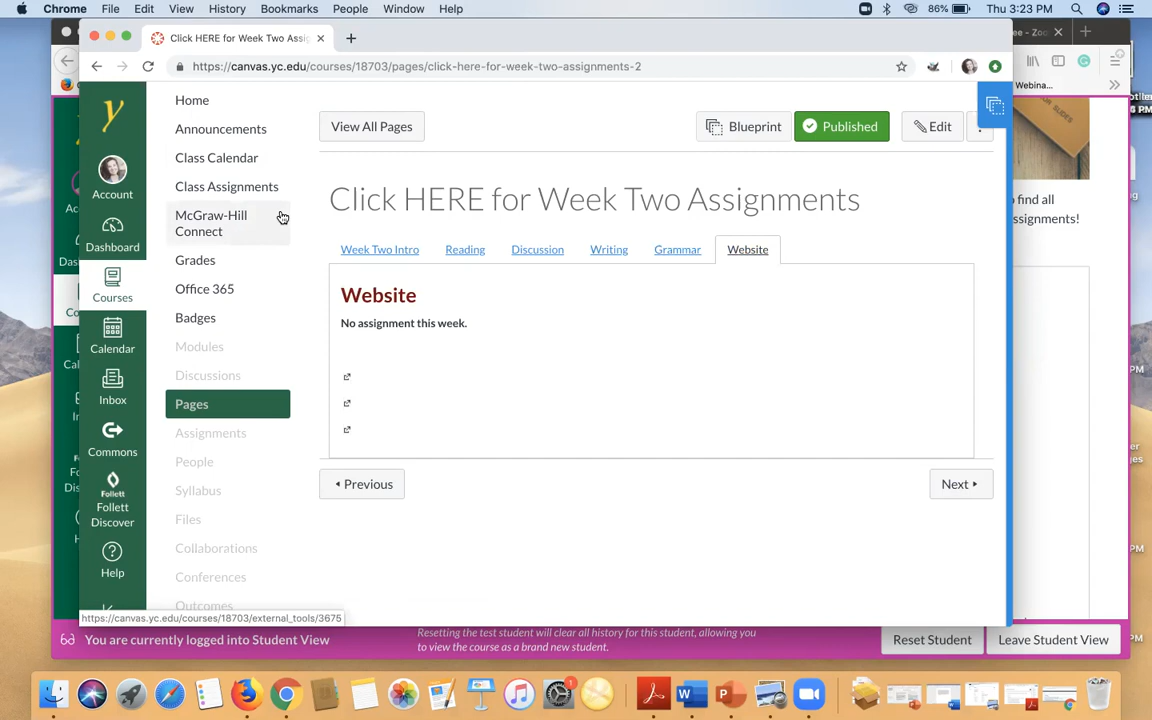 Chrome File Edit View History Bookmarks People Window Help 86% Thu 3:23 PM
Click HERE for Week Two Assig
https://canvas.yc.edu/courses/18703/pages/click-here-for-week-two-assignments-2
Webina...
y
Account
Dashboard
Courses
Calendar
Inbox
Commons
Follett
Follett
Discover
Help
Home
Announcements
Class Calendar
Class Assignments
McGraw-Hill
Connect
Grades
Office 365
Badges
Modules
Discussions
Pages
Assignments
People
Syllabus
Files
Collaborations
Conferences
Outcomes
View All Pages
Blueprint
Published
Edit
Click HERE for Week Two Assignments
Week Two Intro Reading Discussion Writing Grammar Website
Website
No assignment this week.
Previous
Next
o find all
ssignments!
https://canvas.yc.edu/courses/18703/external_tools/3675
You are currently logged into Student View
Resetting the test student will clear all history for this student, allowing you
to view the course as a brand new student.
Reset Student
Leave Student View